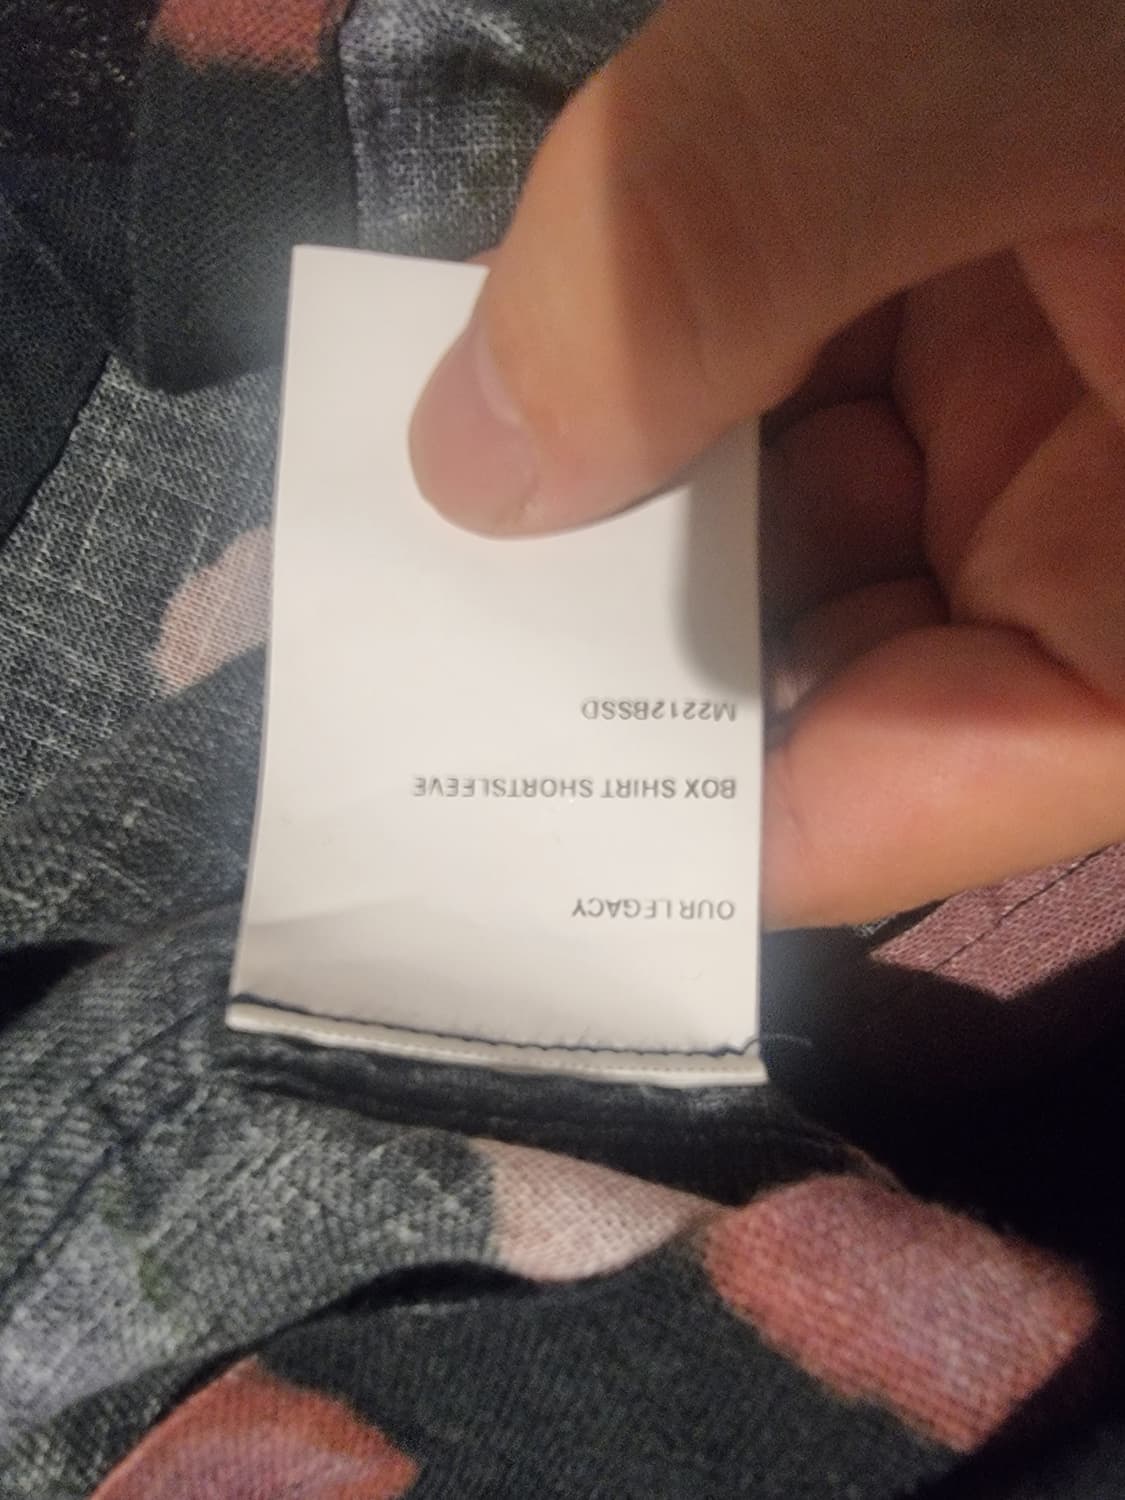 OUR LEGACY
BOX SHIRT SHORTSLEEVE
M2212BSSD